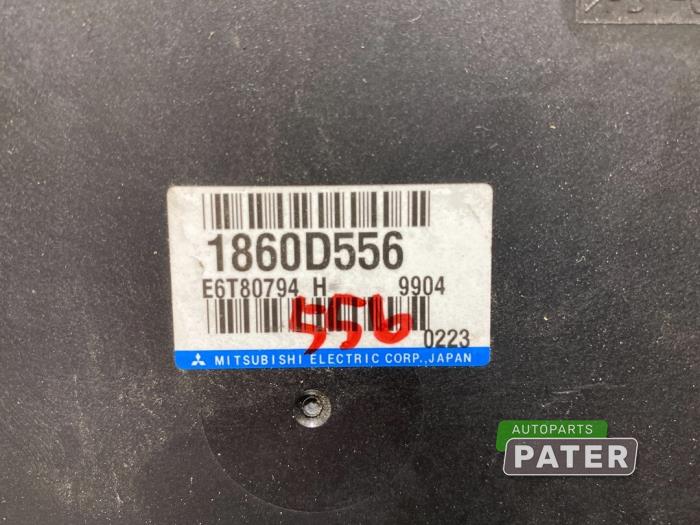 1860D556
E6T80794 H 9904
556
0223
MITSUBISHI ELECTRIC CORP.,JAPAN
AUTOPARTS
PATER